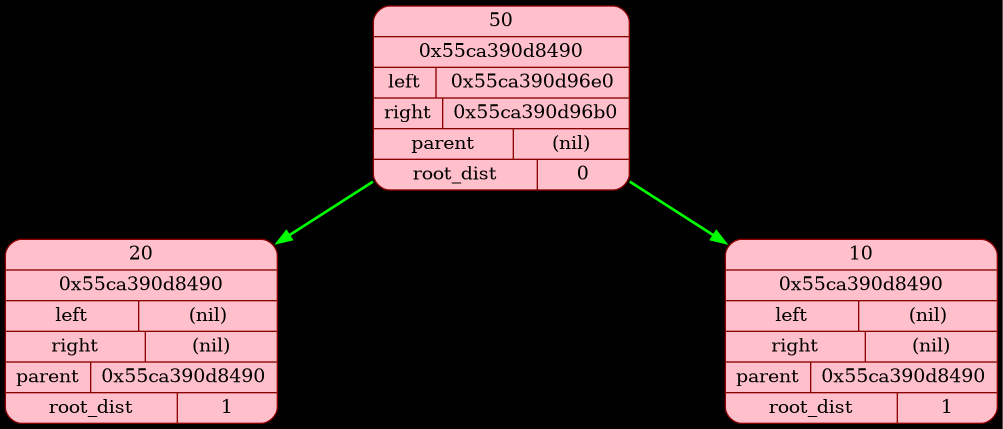 50
0x55ca390d8490
left 0x55ca390d96e0
right 0x55ca390d96b0
parent (nil)
root_dist 0
20
0x55ca390d8490
left (nil)
right (nil)
parent 0x55ca390d8490
root_dist 1
10
0x55ca390d8490
left (nil)
right (nil)
parent 0x55ca390d8490
root_dist 1